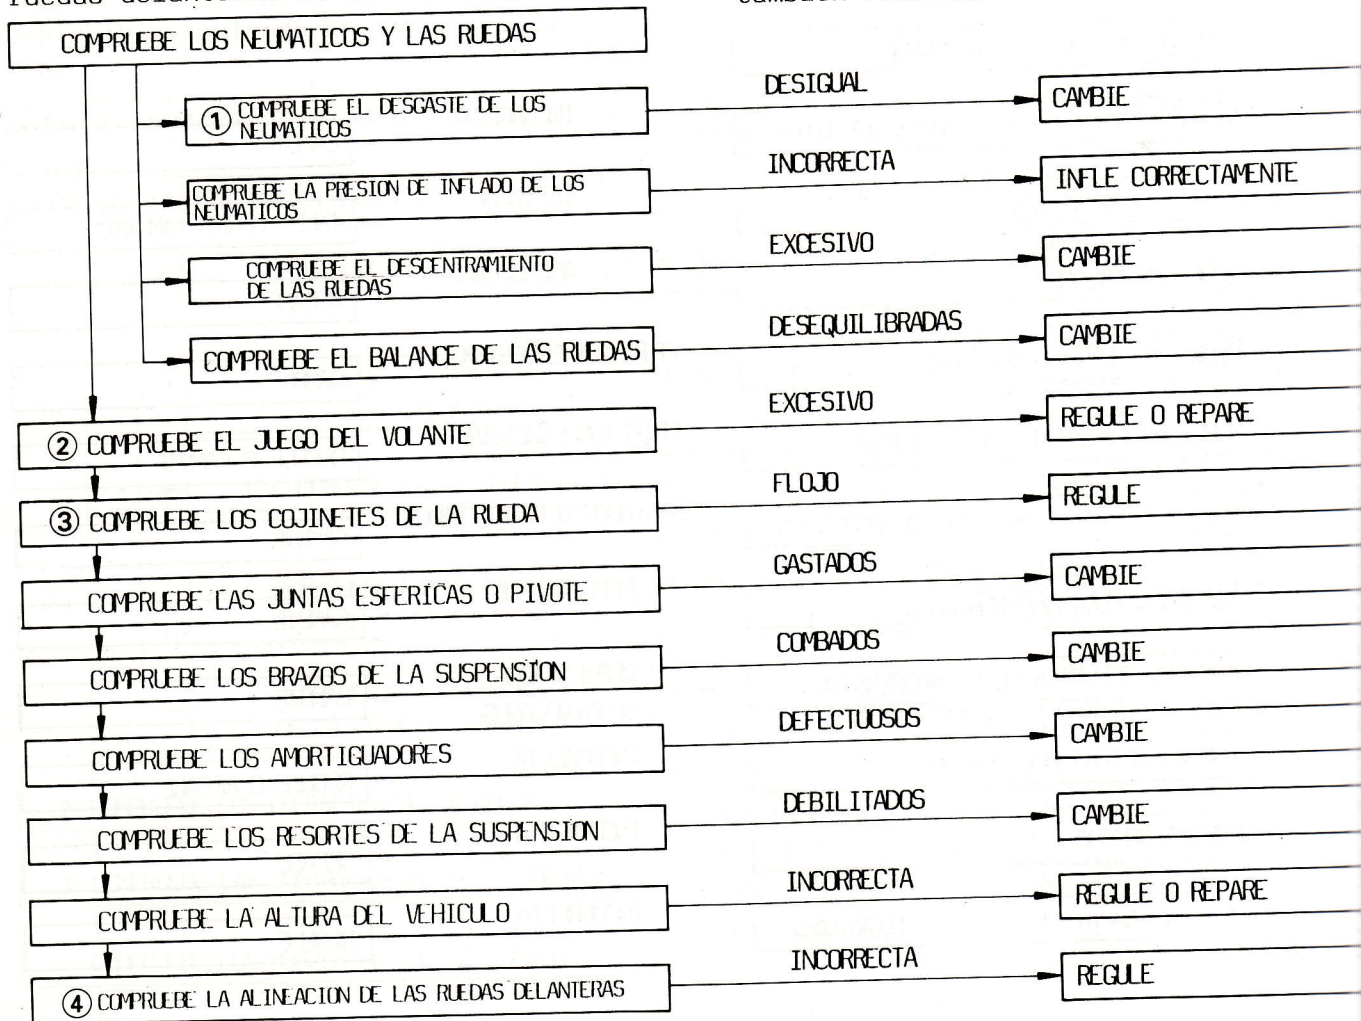 COMPRUEBE LOS NEUMATICOS Y LAS RUEDAS
① COMPRUEBE EL DESGASTE DE LOS
NEUMATICOS
DESIGUAL
CAMBIE
COMPRUEBE LA PRESION DE INFLADO DE LOS
NEUMATICOS
INCORRECTA
INFLE CORRECTAMENTE
COMPRUEBE EL DESCENTRAMIENTO
DE LAS RUEDAS
EXCESIVO
CAMBIE
COMPRUEBE EL BALANCE DE LAS RUEDAS
DESEQUILIBRADAS
CAMBIE
② COMPRUEBE EL JUEGO DEL VOLANTE
EXCESIVO
REGULE O REPARE
③ COMPRUEBE LOS COJINETES DE LA RUEDA
FLOJO
REGULE
COMPRUEBE LAS JUNTAS ESFERICAS O PIVOTE
GASTADOS
CAMBIE
COMPRUEBE LOS BRAZOS DE LA SUSPENSION
COMBADOS
CAMBIE
COMPRUEBE LOS AMORTIGUADORES
DEFECTUOSOS
CAMBIE
COMPRUEBE LOS RESORTES DE LA SUSPENSION
DEBILITADOS
CAMBIE
COMPRUEBE LA ALTURA DEL VEHICULO
INCORRECTA
REGULE O REPARE
④ COMPRUEBE LA ALINEACION DE LAS RUEDAS DELANTERAS
INCORRECTA
REGULE